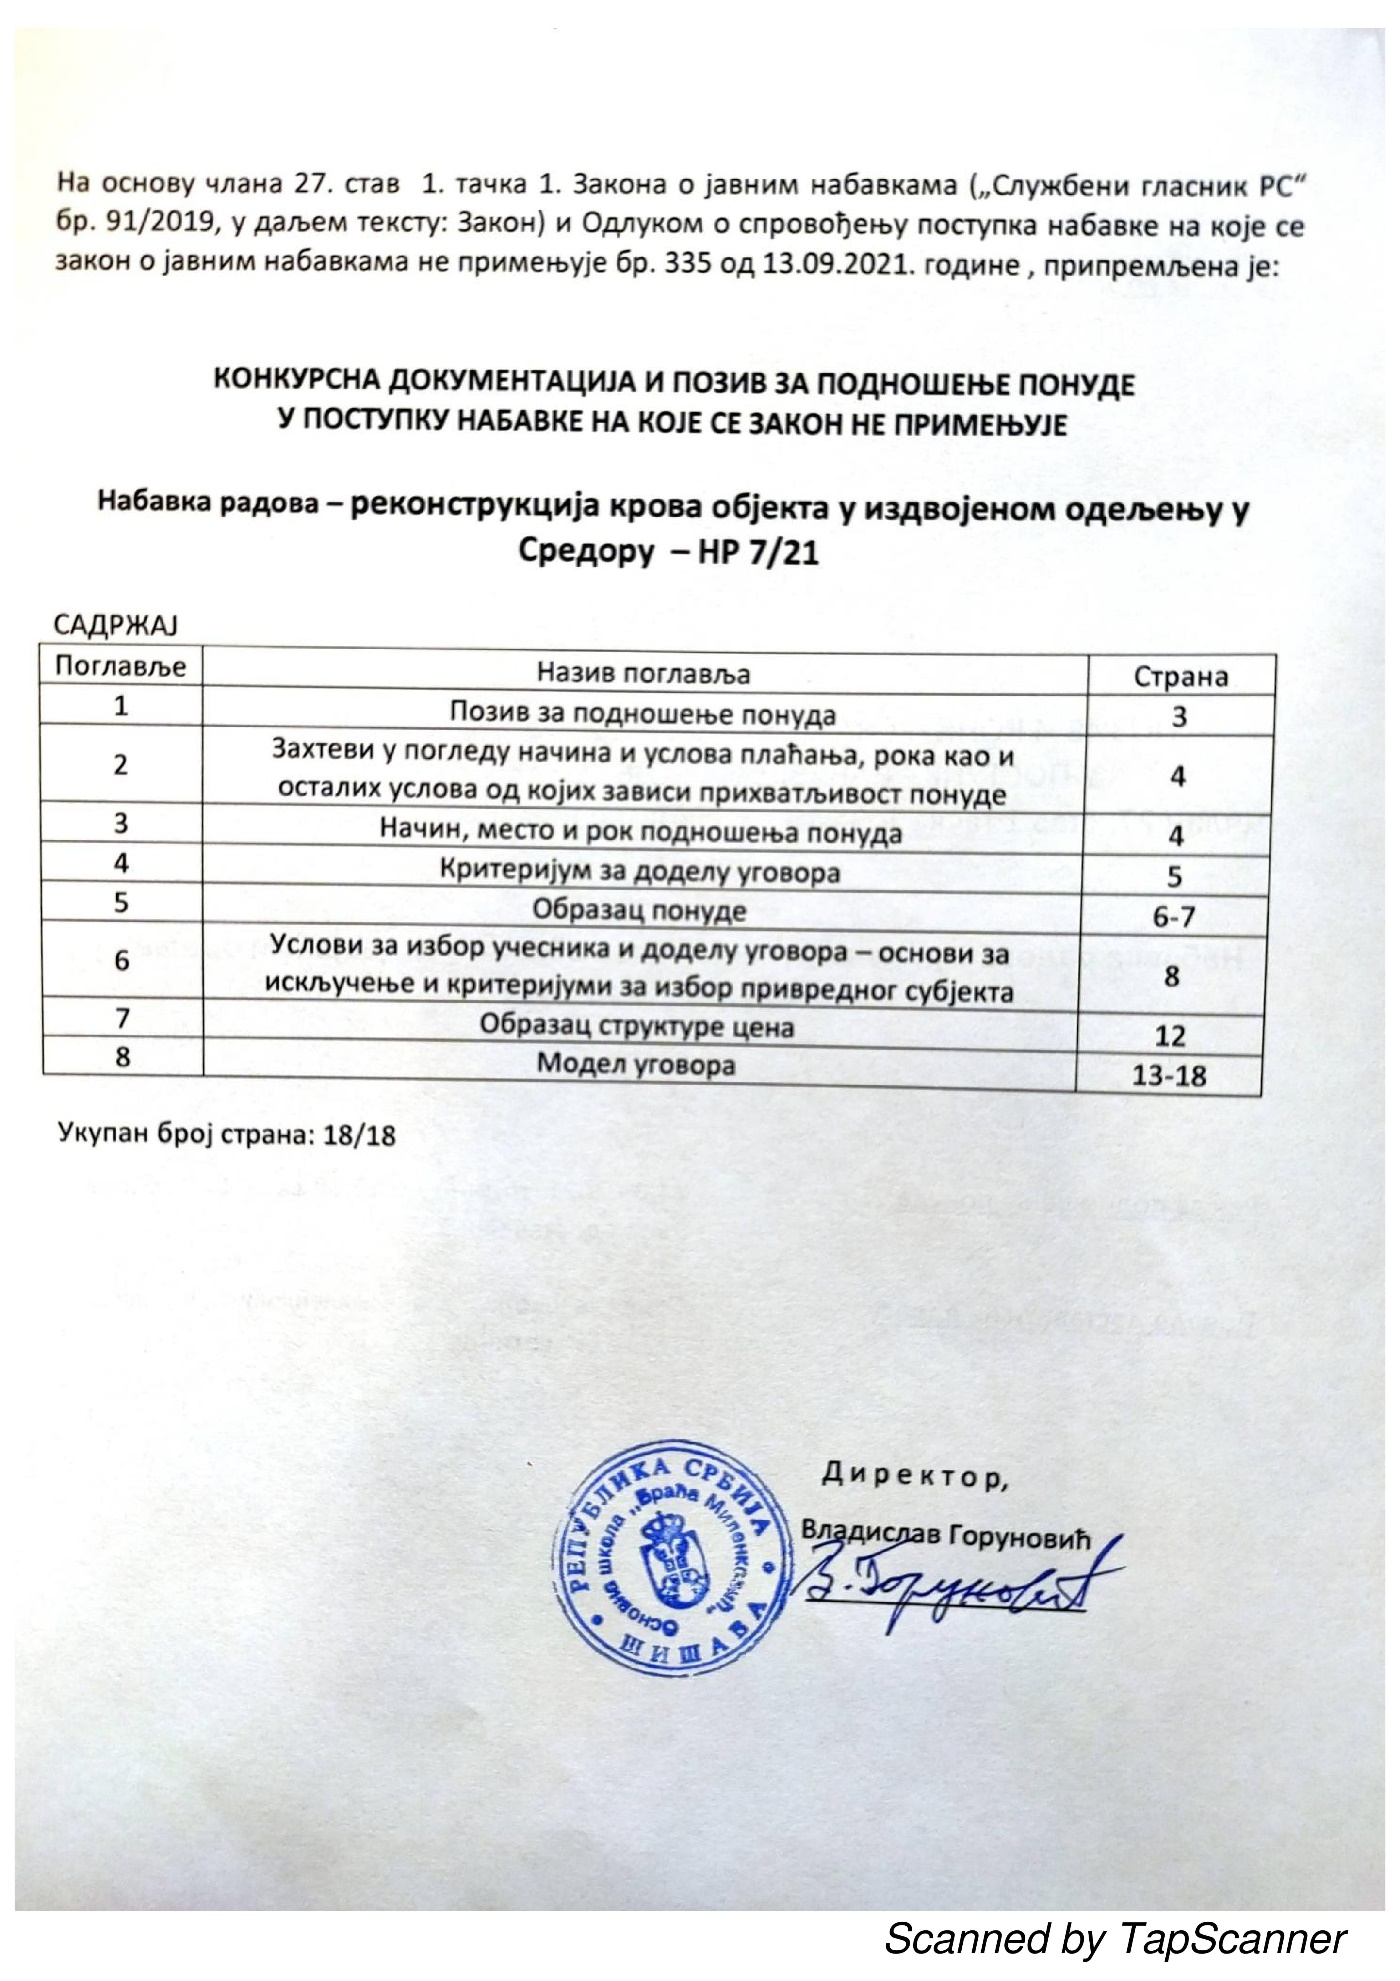 На основу члана 27. став 1. тачка 1. Закона о јавним набавкама („Службени гласник РС“
бр. 91/2019, у даљем тексту: Закон) и Одлуком о спровођењу поступка набавке на које се
закон о јавним набавкама не примењује бр. 335 од 13.09.2021. године , припремљена је:
КОНКУРСНА ДОКУМЕНТАЦИЈА И ПОЗИВ ЗА ПОДНОШЕЊЕ ПОНУДЕ
У ПОСТУПКУ НАБАВКЕ НА КОЈЕ СЕ ЗАКОН НЕ ПРИМЕЊУЈЕ
Набавка радова – реконструкција крова објекта у издвојеном одељењу у
Средору – НР 7/21
САДРЖАЈ
Поглавље Назив поглавља Страна
1 Позив за подношење понуда 3
2 Захтеви у погледу начина и услова плаћања, рока као и
осталих услова од којих зависи прихватљивост понуде 4
3 Начин, место и рок подношења понуда 4
4 Критеријум за доделу уговора 5
5 Образац понуде 6-7
6 Услови за избор учесника и доделу уговора – основи за
искључење и критеријуми за избор привредног субјекта 8
7 Образац структуре цена 12
8 Модел уговора 13-18
Укупан број страна: 18/18
Д и р е к т о р,
Владислав Горуновић
В. Горуновић
РЕПУБЛИКА СРБИЈА
Основна школа „Браћа Миленковић“
ШИШАВА
Scanned by TapScanner